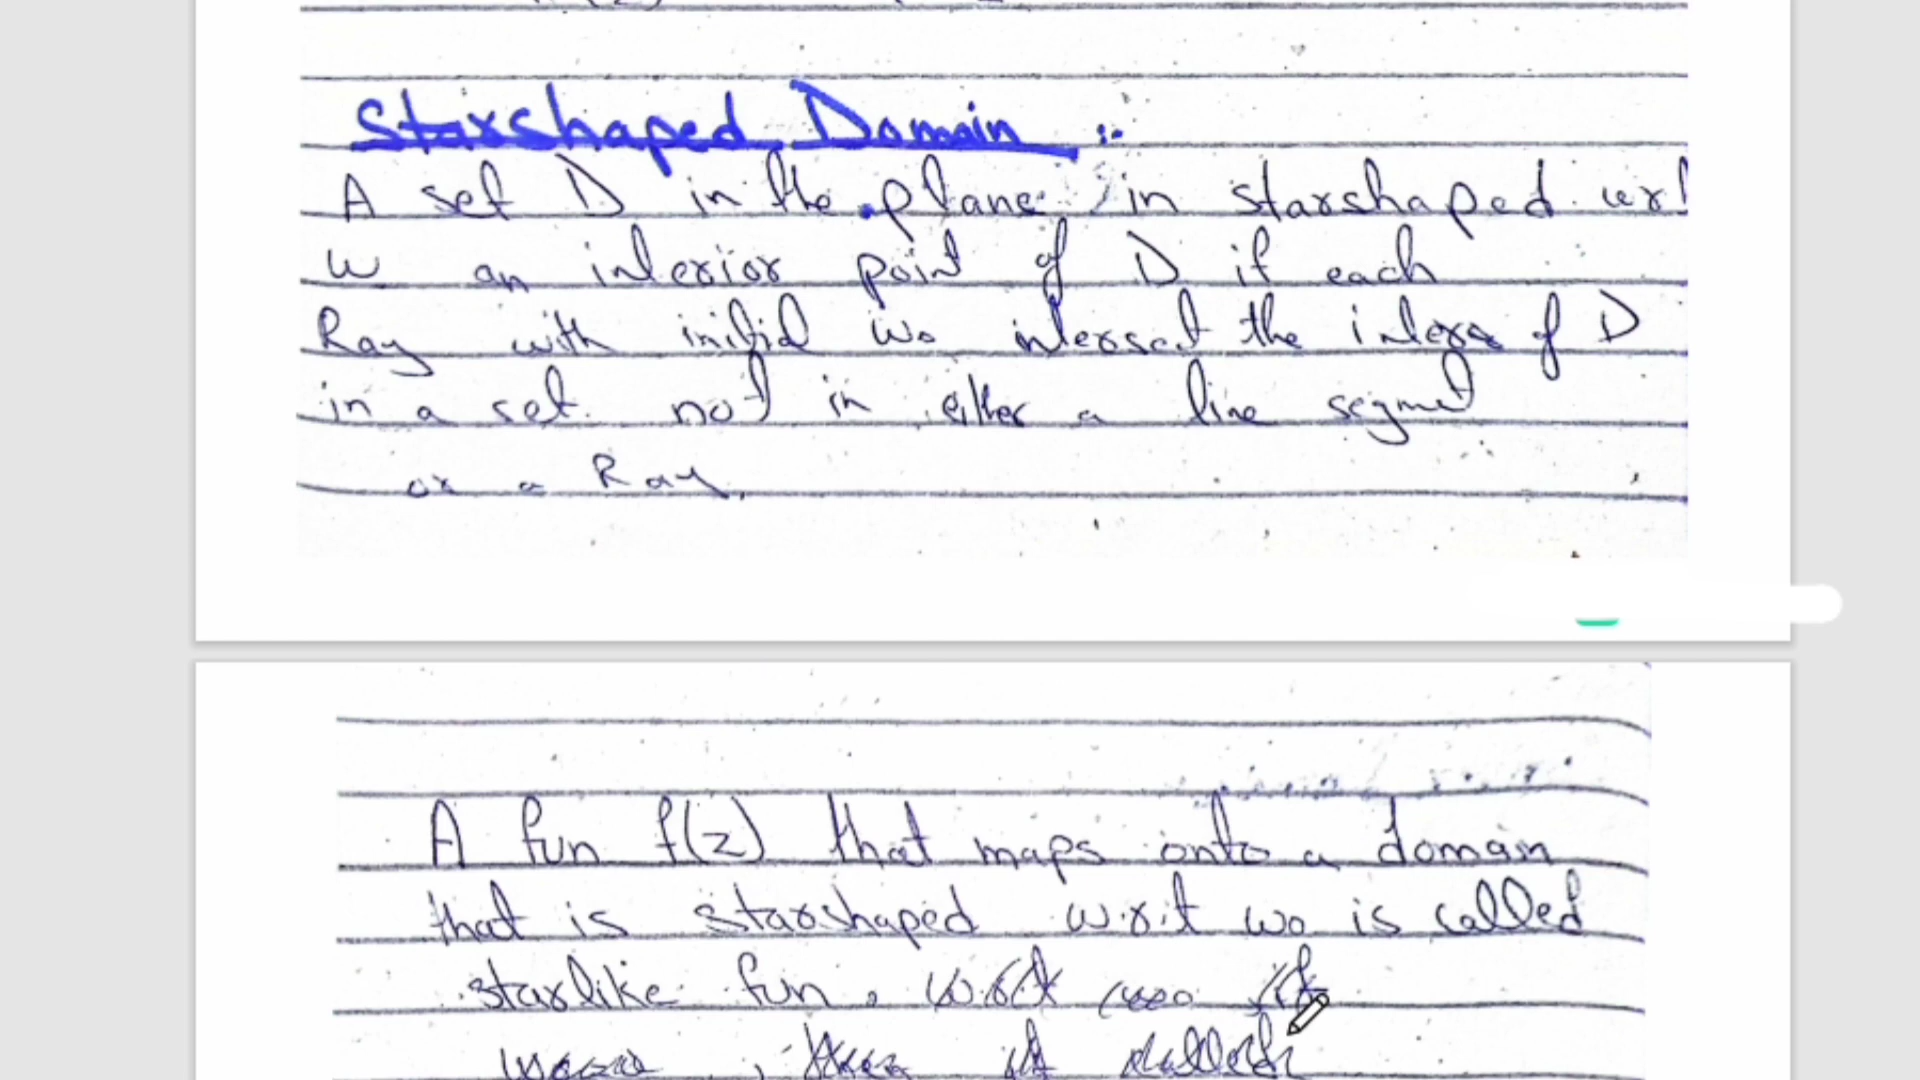 Starshaped Domain :-
A set D in the plane in starshaped wrt
w an interior point of D if each
Ray with initial wo intersect the interior of D
in a set not in either a line segment
or a Ray.
A fun f(z) that maps onto a domain
that is starshaped w.r.t wo is called
starlike fun.